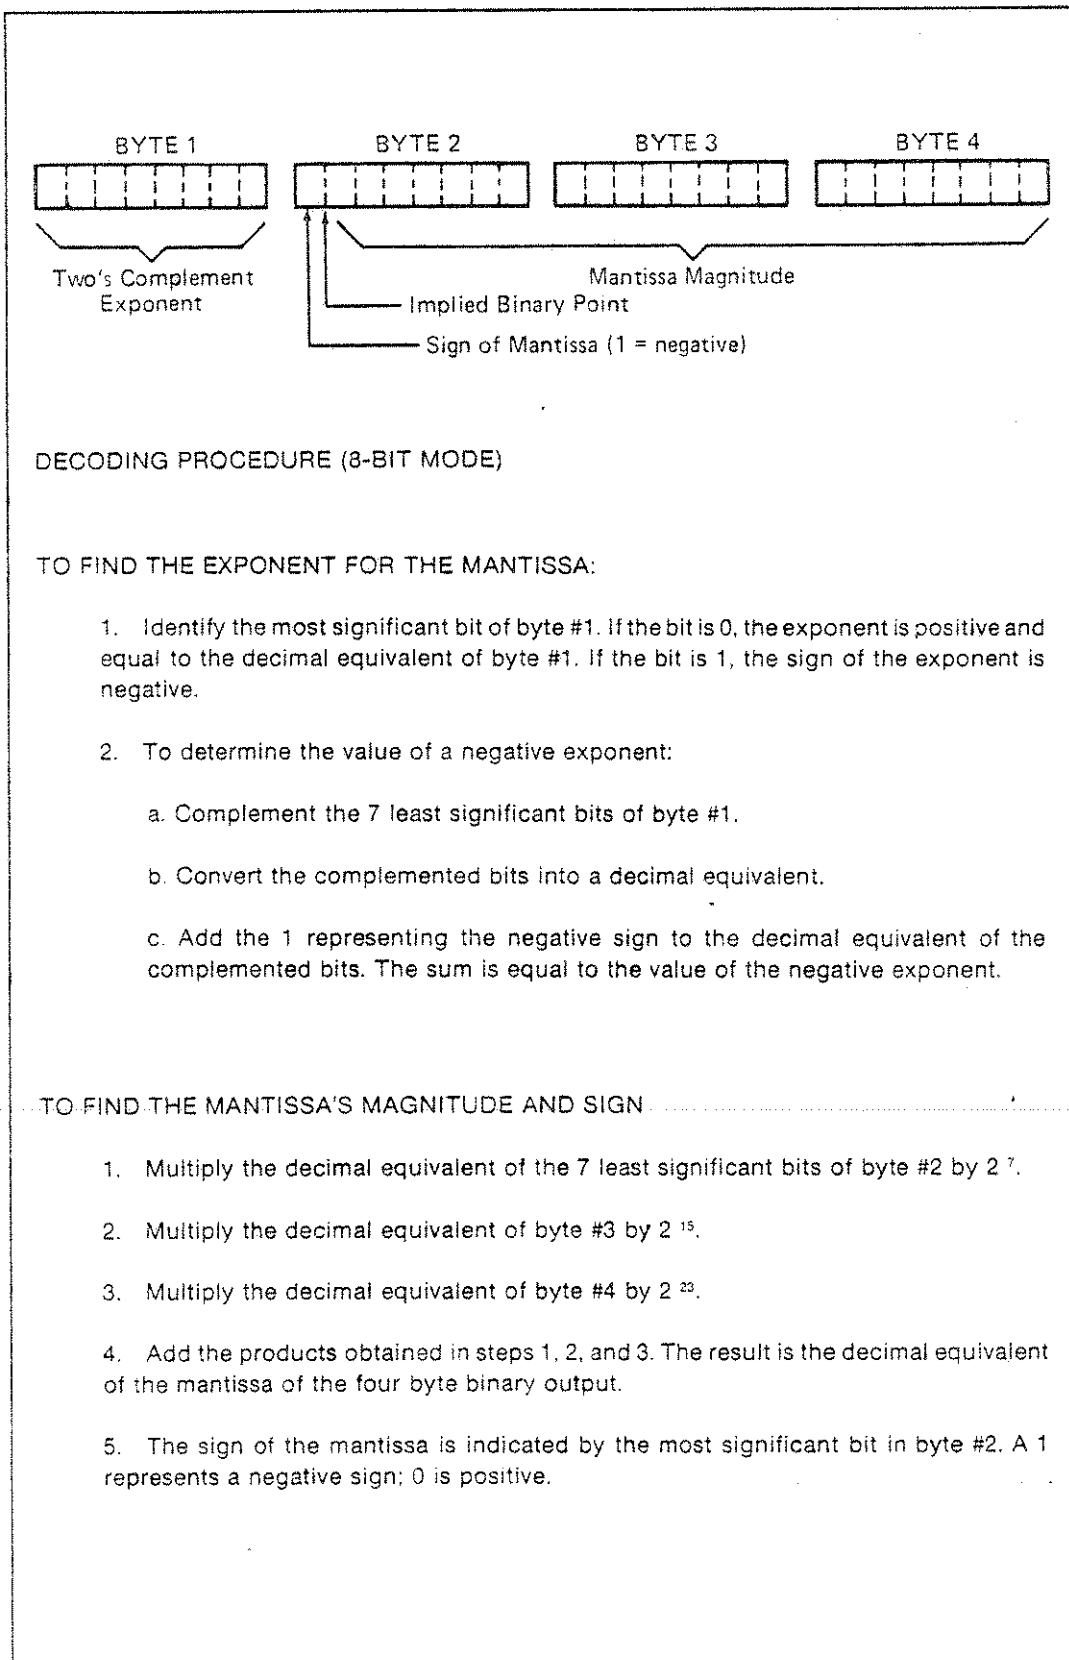 BYTE 1 BYTE 2 BYTE 3 BYTE 4
Two's Complement
Exponent
Mantissa Magnitude
Implied Binary Point
Sign of Mantissa (1 = negative)
DECODING PROCEDURE (8-BIT MODE)
TO FIND THE EXPONENT FOR THE MANTISSA:
1. Identify the most significant bit of byte #1. If the bit is 0, the exponent is positive and
equal to the decimal equivalent of byte #1. If the bit is 1, the sign of the exponent is
negative.
2. To determine the value of a negative exponent:
a. Complement the 7 least significant bits of byte #1.
b. Convert the complemented bits into a decimal equivalent.
c. Add the 1 representing the negative sign to the decimal equivalent of the
complemented bits. The sum is equal to the value of the negative exponent.
TO FIND THE MANTISSA'S MAGNITUDE AND SIGN
1. Multiply the decimal equivalent of the 7 least significant bits of byte #2 by 2 ⁷.
2. Multiply the decimal equivalent of byte #3 by 2 ¹⁵.
3. Multiply the decimal equivalent of byte #4 by 2 ²³.
4. Add the products obtained in steps 1, 2, and 3. The result is the decimal equivalent
of the mantissa of the four byte binary output.
5. The sign of the mantissa is indicated by the most significant bit in byte #2. A 1
represents a negative sign; 0 is positive.